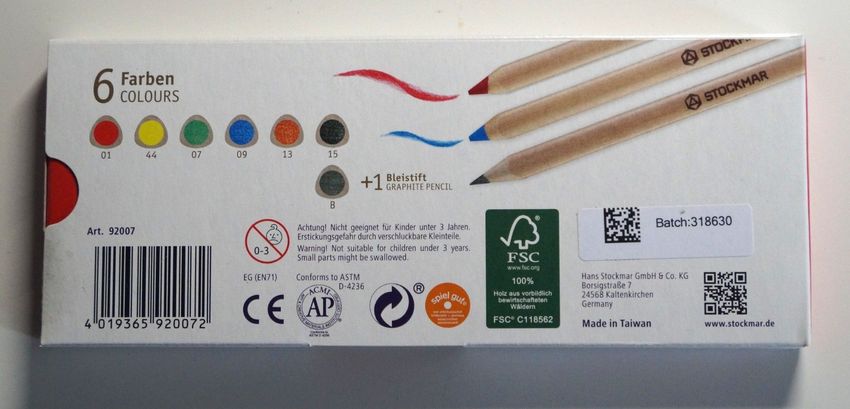 6 Farben
COLOURS
01 44 07 09 13 15
B
+1 Bleistift
GRAPHITE PENCIL
STOCKMAR
STOCKMAR
Art. 92007
4 019365 920072
0-3
Achtung! Nicht geeignet für Kinder unter 3 Jahren.
Erstickungsgefahr durch verschluckbare Kleinteile.
Warning! Not suitable for children under 3 years.
Small parts might be swallowed.
EG (EN71)
CE
Conforms to ASTM
D-4236
ACMI
AP
®
spiel gut®
FSC
www.fsc.org
100%
Holz aus vorbildlich
bewirtschafteten
Wäldern
FSC® C118562
Batch:318630
Hans Stockmar GmbH & Co. KG
Borsigstraße 7
24568 Kaltenkirchen
Germany
Made in Taiwan
www.stockmar.de